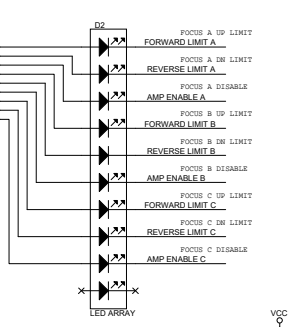 D2
FOCUS A UP LIMIT
FORWARD LIMIT A
FOCUS A DN LIMIT
REVERSE LIMIT A
FOCUS A DISABLE
AMP ENABLE A
FOCUS B UP LIMIT
FORWARD LIMIT B
FOCUS B DN LIMIT
REVERSE LIMIT B
FOCUS B DISABLE
AMP ENABLE B
FOCUS C UP LIMIT
FORWARD LIMIT C
FOCUS C DN LIMIT
REVERSE LIMIT C
FOCUS C DISABLE
AMP ENABLE C
LED ARRAY
VCC